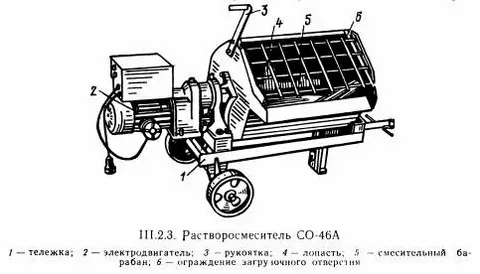 3 4 5 6
2
1
III.2.3. Растворосмеситель СО-46А
1 — тележка; 2 — электродвигатель; 3 — рукоятка; 4 — лопасть; 5 — смесительный ба-
рабан; 6 — ограждение загрузочного отверстия